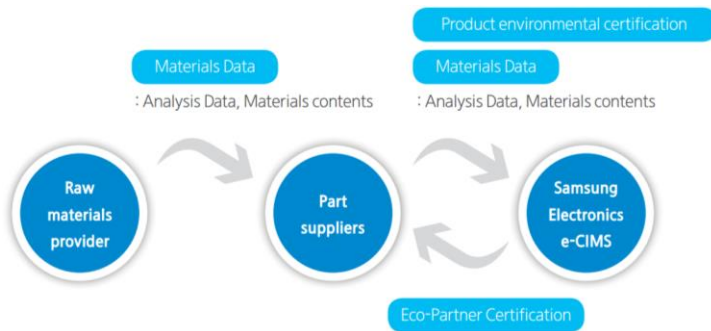 Product environmental certification
Materials Data
: Analysis Data, Materials contents
Materials Data
: Analysis Data, Materials contents
Raw
materials
provider
Part
suppliers
Samsung
Electronics
e-CIMS
Eco-Partner Certification